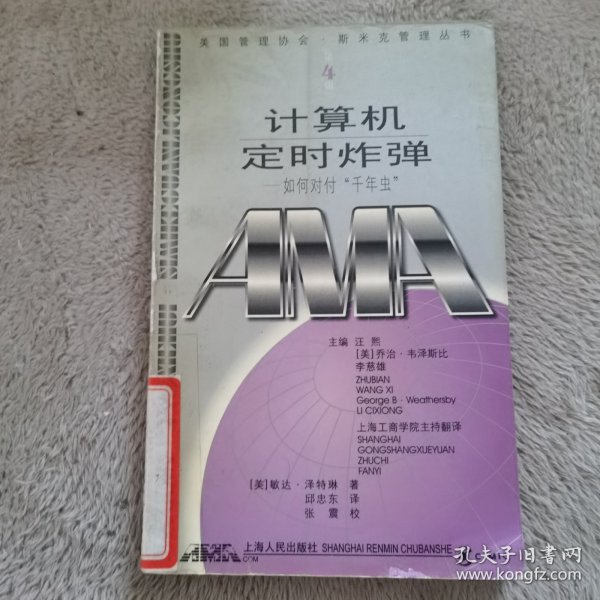 美国管理协会·斯米克管理丛书
4
计算机
定时炸弹
——如何对付“千年虫”
AMA
主编 汪熙
[美]乔治·韦泽斯比
李慈雄
ZHUBIAN
WANG XI
George B·Weathersby
LI CIXIONG
上海工商学院主持翻译
SHANGHAI
GONGSHANGXUEYUAN
ZHUCHI
FANYI
[美]敏达·泽特琳 著
邱忠东 译
张震 校
AMA
COM
上海人民出版社 SHANGHAI RENMIN CHUBANSHE
孔夫子旧书网
www.kongfz.com